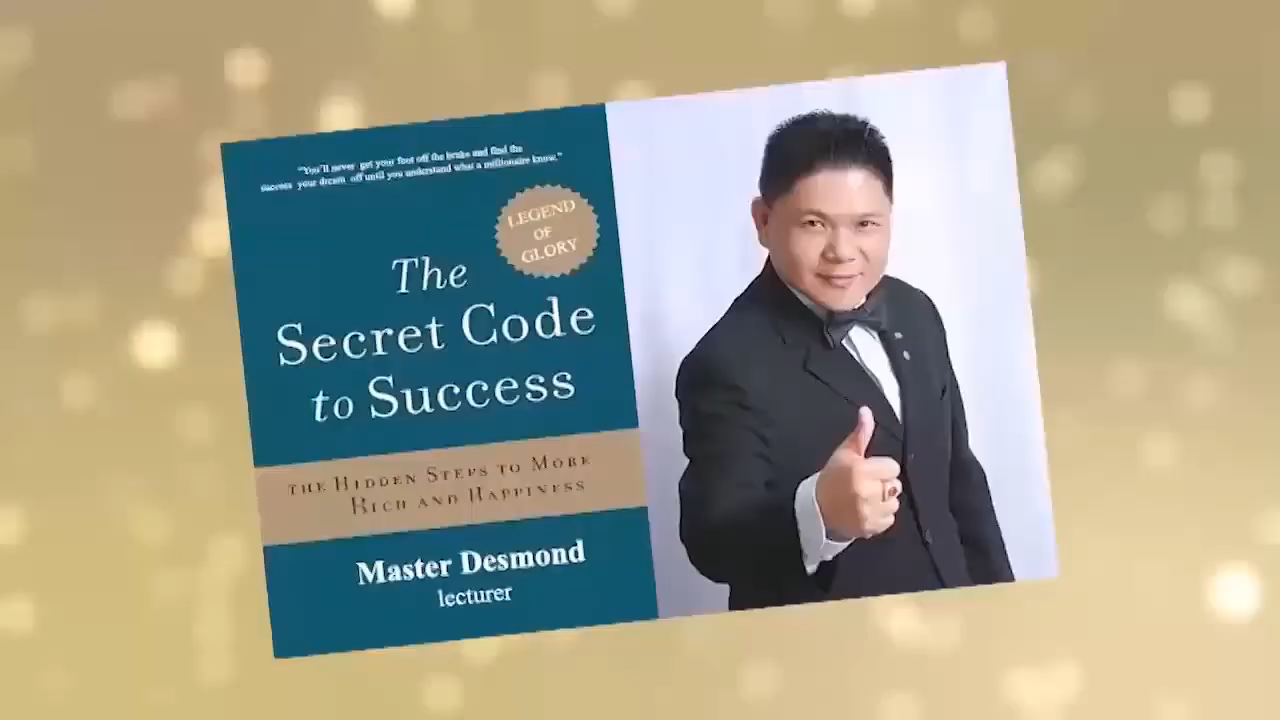 "You'll never get your foot off the brake and find the
success your dream off until you understand what a millionaire know."
LEGEND
OF
GLORY
The
Secret Code
to Success
THE HIDDEN STEPS TO MORE
RICH AND HAPPINESS
Master Desmond
lecturer